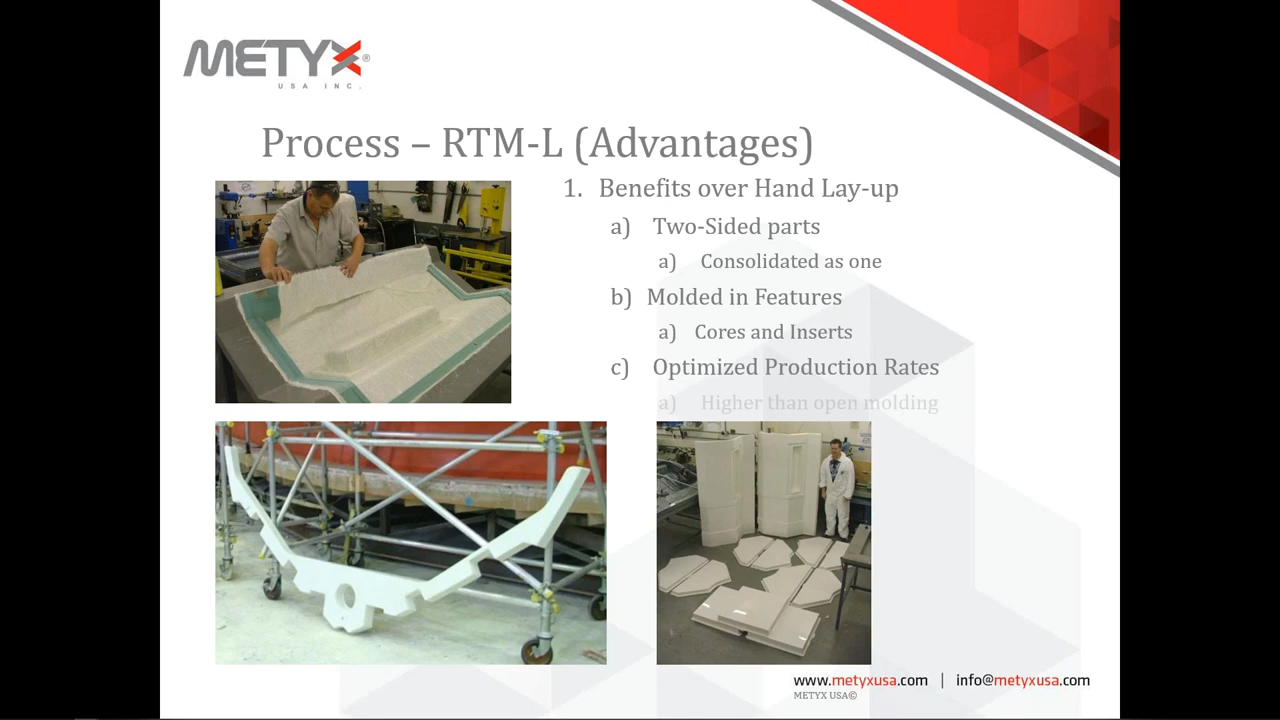 METYX®
USA INC.
Process – RTM-L (Advantages)
1. Benefits over Hand Lay-up
a) Two-Sided parts
a) Consolidated as one
b) Molded in Features
a) Cores and Inserts
c) Optimized Production Rates
a) Higher than open molding
www.metyxusa.com | info@metyxusa.com
METYX USA©